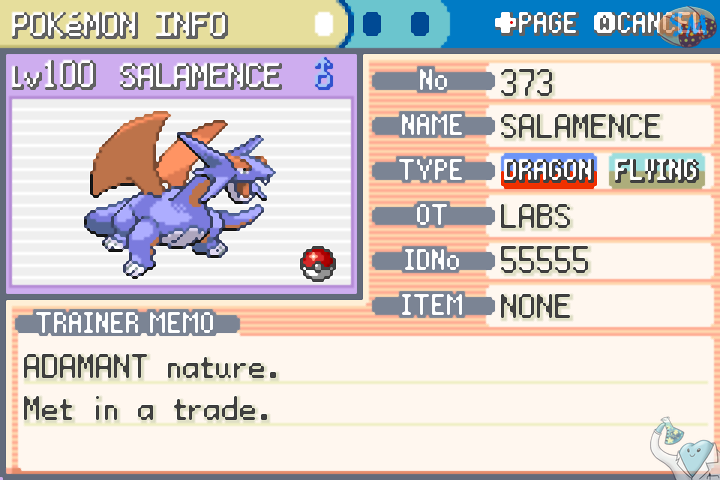 POKéMON INFO
PAGE
CANCEL
Lv100 SALAMENCE ♂
No 373
NAME SALAMENCE
TYPE DRAGON FLYING
OT LABS
IDNo 55555
ITEM NONE
TRAINER MEMO
ADAMANT nature.
Met in a trade.